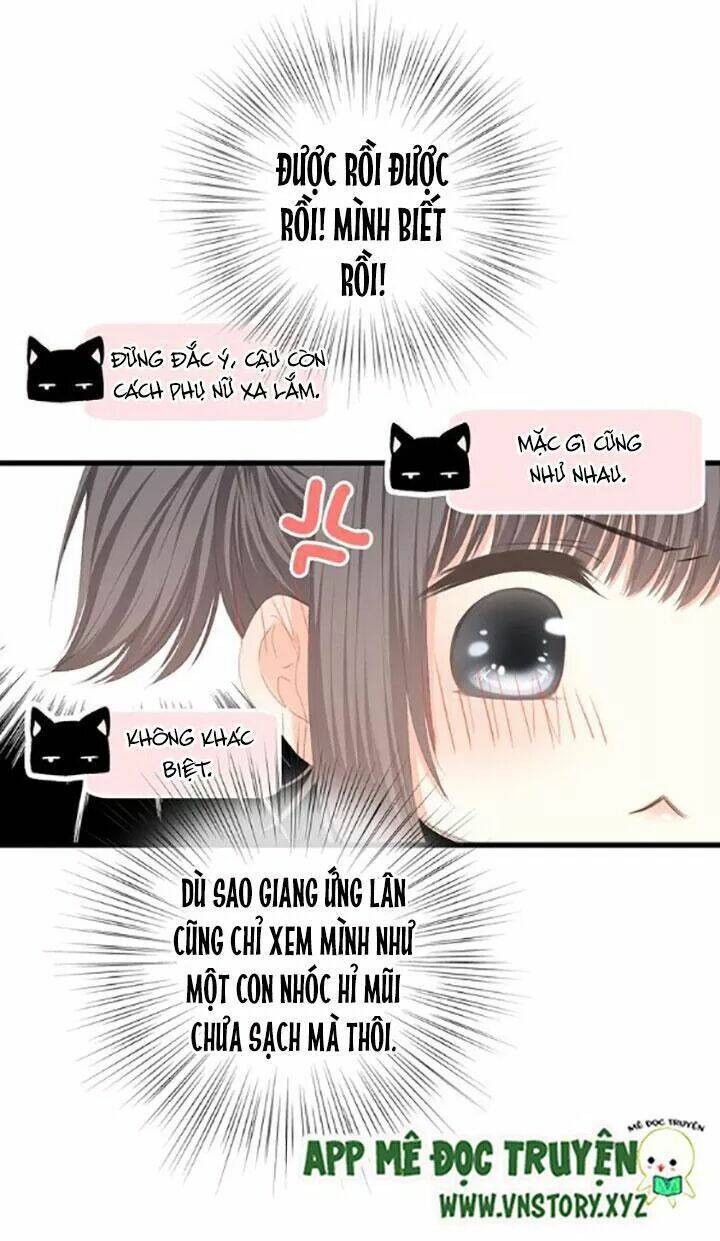 ĐƯỢC RỒI ĐƯỢC
RỒI! MÌNH BIẾT
RỒI!
ĐỪNG ĐẮC Ý, CẬU CÒN
CÁCH PHỤ NỮ XA LẮM.
MẶC GÌ CŨNG
NHƯ NHAU.
KHÔNG KHÁC
BIỆT.
DÙ SAO GIANG ỨNG LÂN
CŨNG CHỈ XEM MÌNH NHƯ
MỘT CON NHÓC HỈ MŨI
CHƯA SẠCH MÀ THÔI.
MÊ ĐỌC TRUYỆN
APP MÊ ĐỌC TRUYỆN
WWW.VNSTORY.XYZ